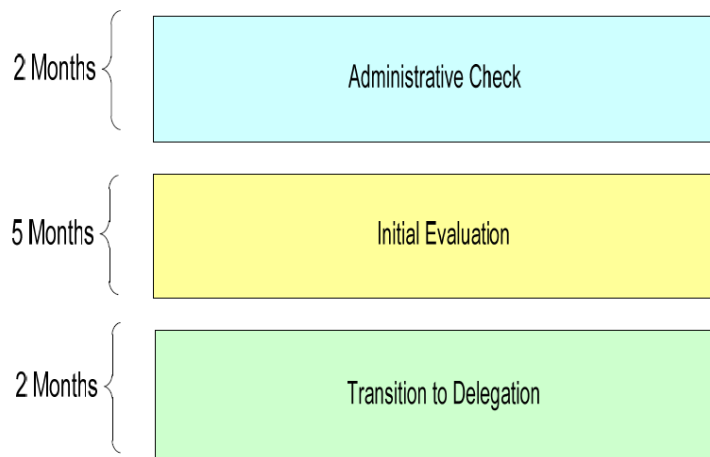 2 Months
Administrative Check
5 Months
Initial Evaluation
2 Months
Transition to Delegation